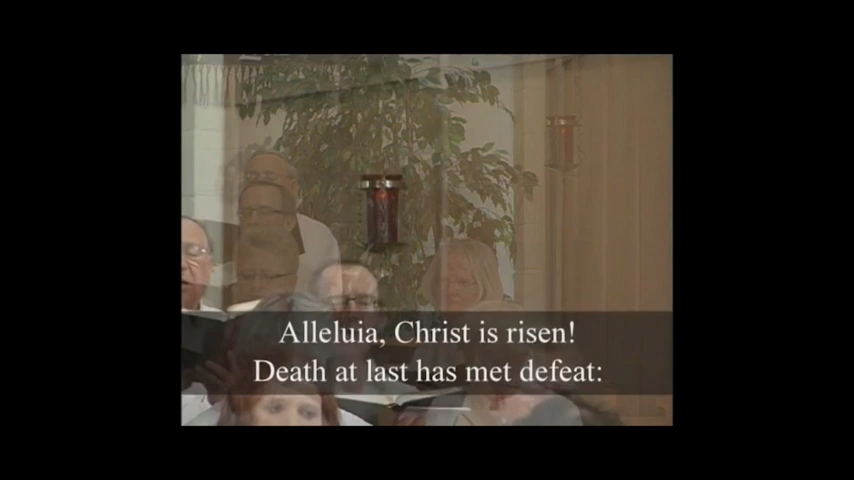 Alleluia, Christ is risen!
Death at last has met defeat: